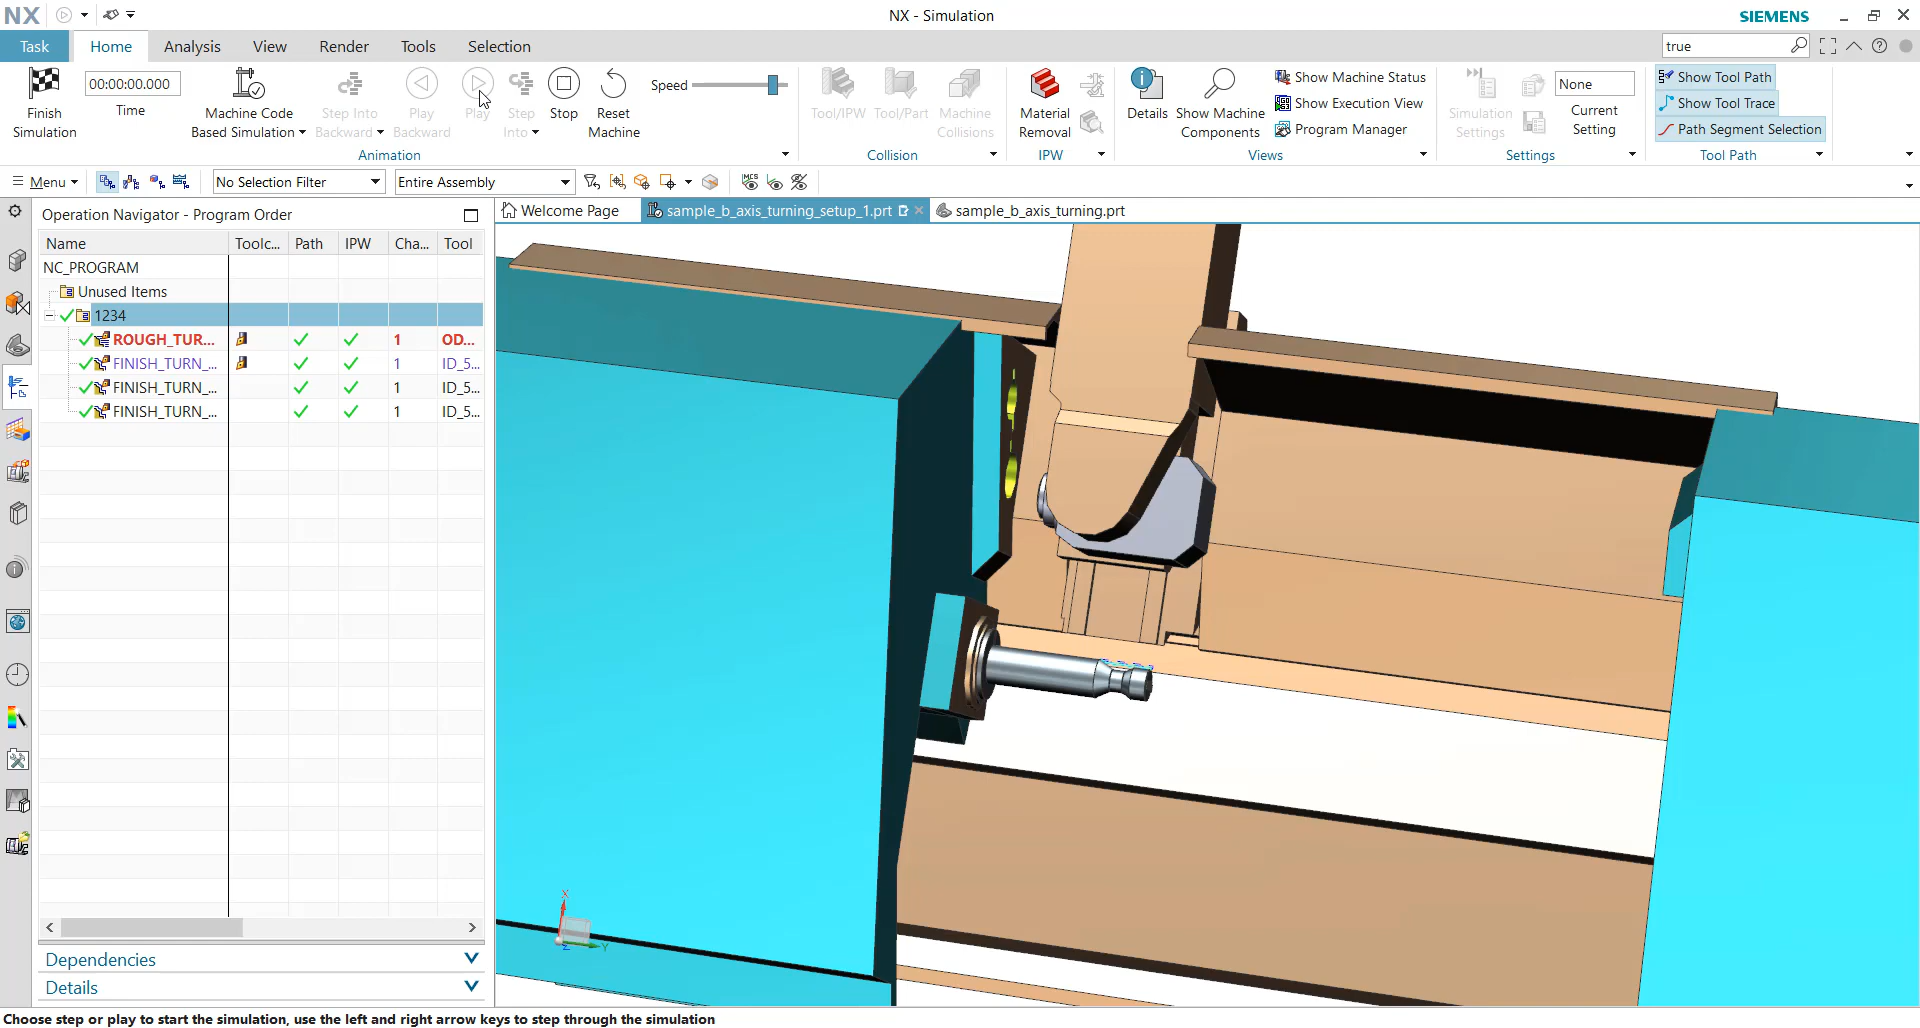 NX
NX - Simulation
SIEMENS
Task
Home
Analysis
View
Render
Tools
Selection
true
Finish
Simulation
00:00:00.000
Time
Machine Code
Based Simulation
Step Into
Backward
Play
Backward
Play
Step
Into
Stop
Reset
Machine
Speed
Animation
Tool/IPW
Tool/Part
Machine
Collisions
Collision
Material
Removal
IPW
Details
Show Machine
Components
Show Machine Status
Show Execution View
Program Manager
Views
Simulation
Settings
None
Current
Setting
Settings
Show Tool Path
Show Tool Trace
Path Segment Selection
Tool Path
Menu
No Selection Filter
Entire Assembly
MCS
Operation Navigator - Program Order
Welcome Page
sample_b_axis_turning_setup_1.prt
sample_b_axis_turning.prt
Name Toolc... Path IPW Cha... Tool
NC_PROGRAM
Unused Items
1234
ROUGH_TUR... 1 OD...
FINISH_TURN_... 1 ID_5...
FINISH_TURN_... 1 ID_5...
FINISH_TURN_... 1 ID_5...
X
Y
Z
Dependencies
Details
Choose step or play to start the simulation, use the left and right arrow keys to step through the simulation